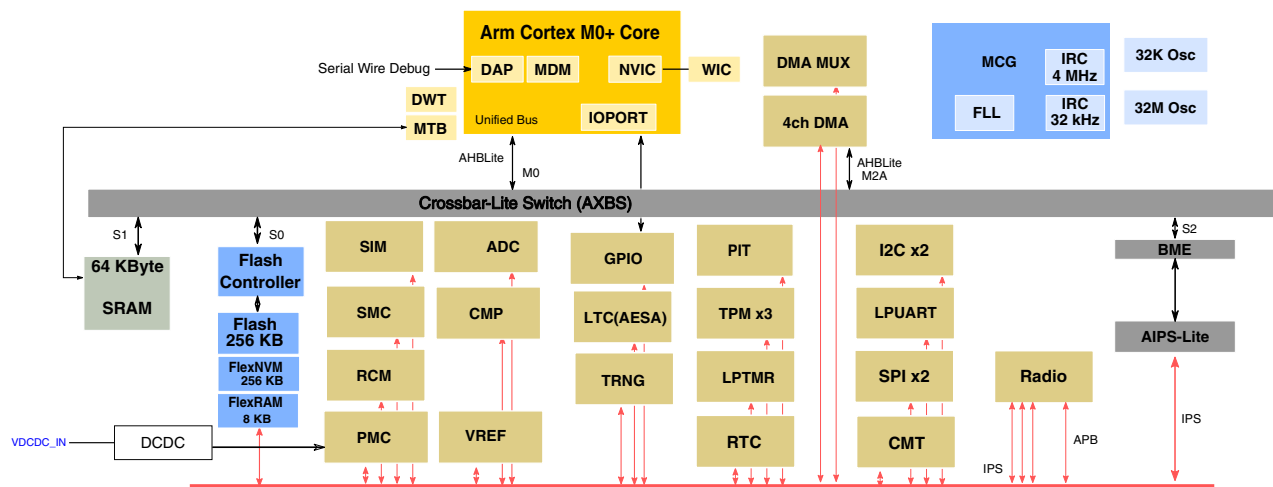 Arm Cortex M0+ Core
Serial Wire Debug
DAP
MDM
NVIC
WIC
DWT
MTB
Unified Bus
IOPORT
DMA MUX
4ch DMA
MCG
IRC
4 MHz
FLL
IRC
32 kHz
32K Osc
32M Osc
AHBLite
M0
AHBLite
M2A
Crossbar-Lite Switch (AXBS)
S1
S0
S2
64 KByte
SRAM
Flash
Controller
Flash
256 KB
FlexNVM
256 KB
FlexRAM
8 KB
SIM
SMC
RCM
PMC
ADC
CMP
VREF
GPIO
LTC(AESA)
TRNG
PIT
TPM x3
LPTMR
RTC
I2C x2
LPUART
SPI x2
CMT
Radio
BME
AIPS-Lite
IPS
APB
IPS
VDCDC_IN
DCDC